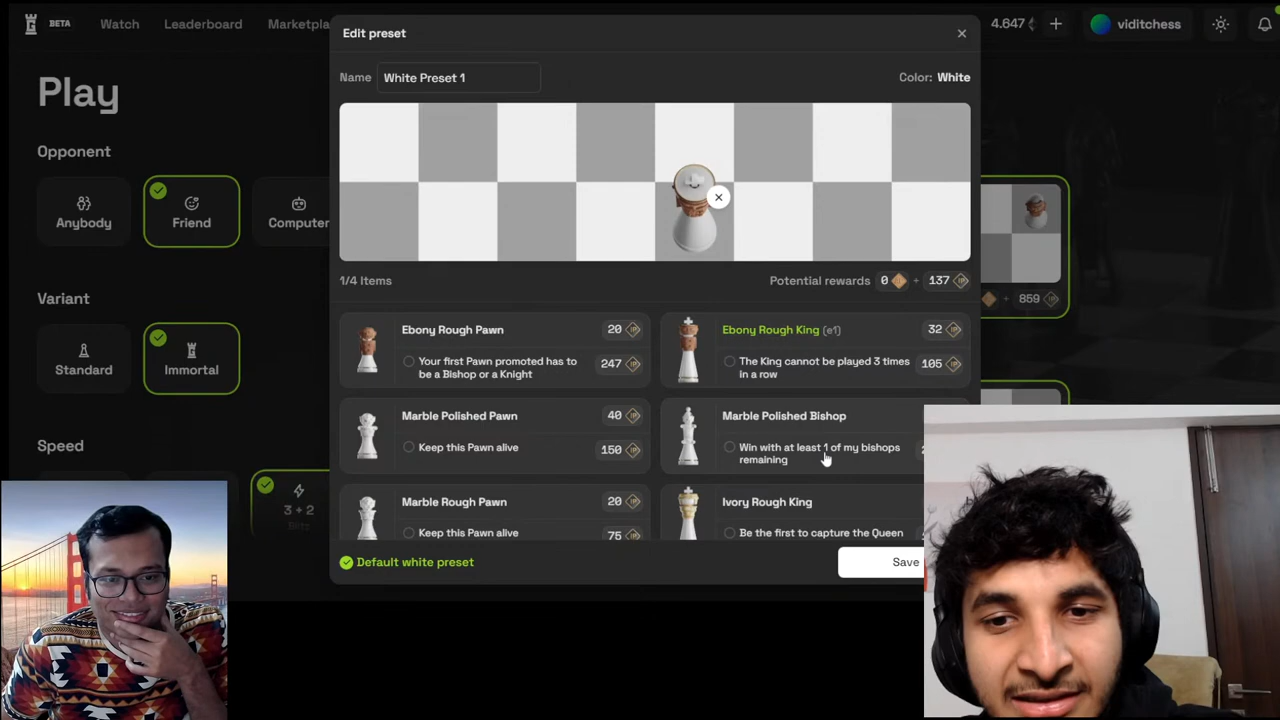 BETA
Watch
Leaderboard
4.647
viditchess
Edit preset
Name
White Preset 1
Color: White
Play
Opponent
Anybody
Friend
Computer
1/4 Items
Potential rewards 0 + 137
+ 859
Variant
Standard
Immortal
Ebony Rough Pawn 20
Your first Pawn promoted has to
be a Bishop or a Knight
247
Ebony Rough King (e1) 32
The King cannot be played 3 times
in a row
105
Marble Polished Pawn 40
Keep this Pawn alive 150
Marble Polished Bishop
Win with at least 1 of my bishops
remaining
Speed
3 + 2
Marble Rough Pawn 20
Keep this Pawn alive 75
Ivory Rough King
Be the first to capture the Queen
Default white preset
Save